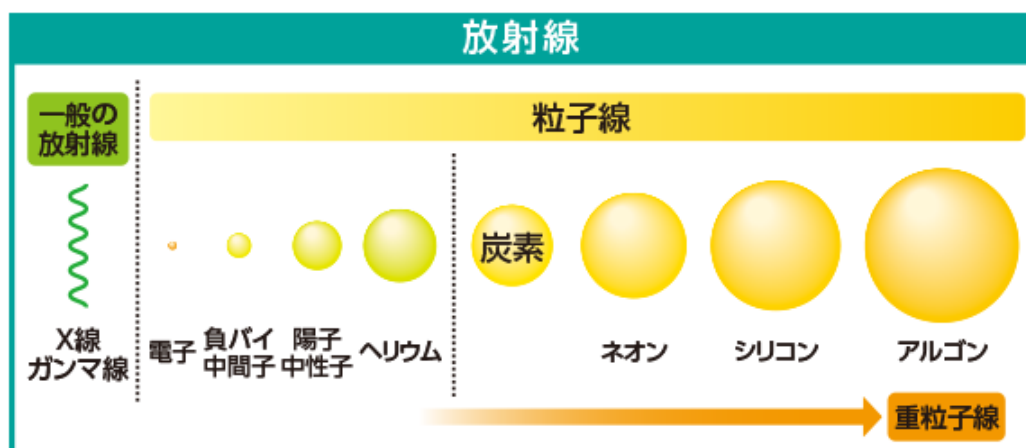 放射線
一般の
放射線
粒子線
炭素
X線
ガンマ線
電子
負パイ
中間子
陽子
中性子
ヘリウム
ネオン
シリコン
アルゴン
重粒子線